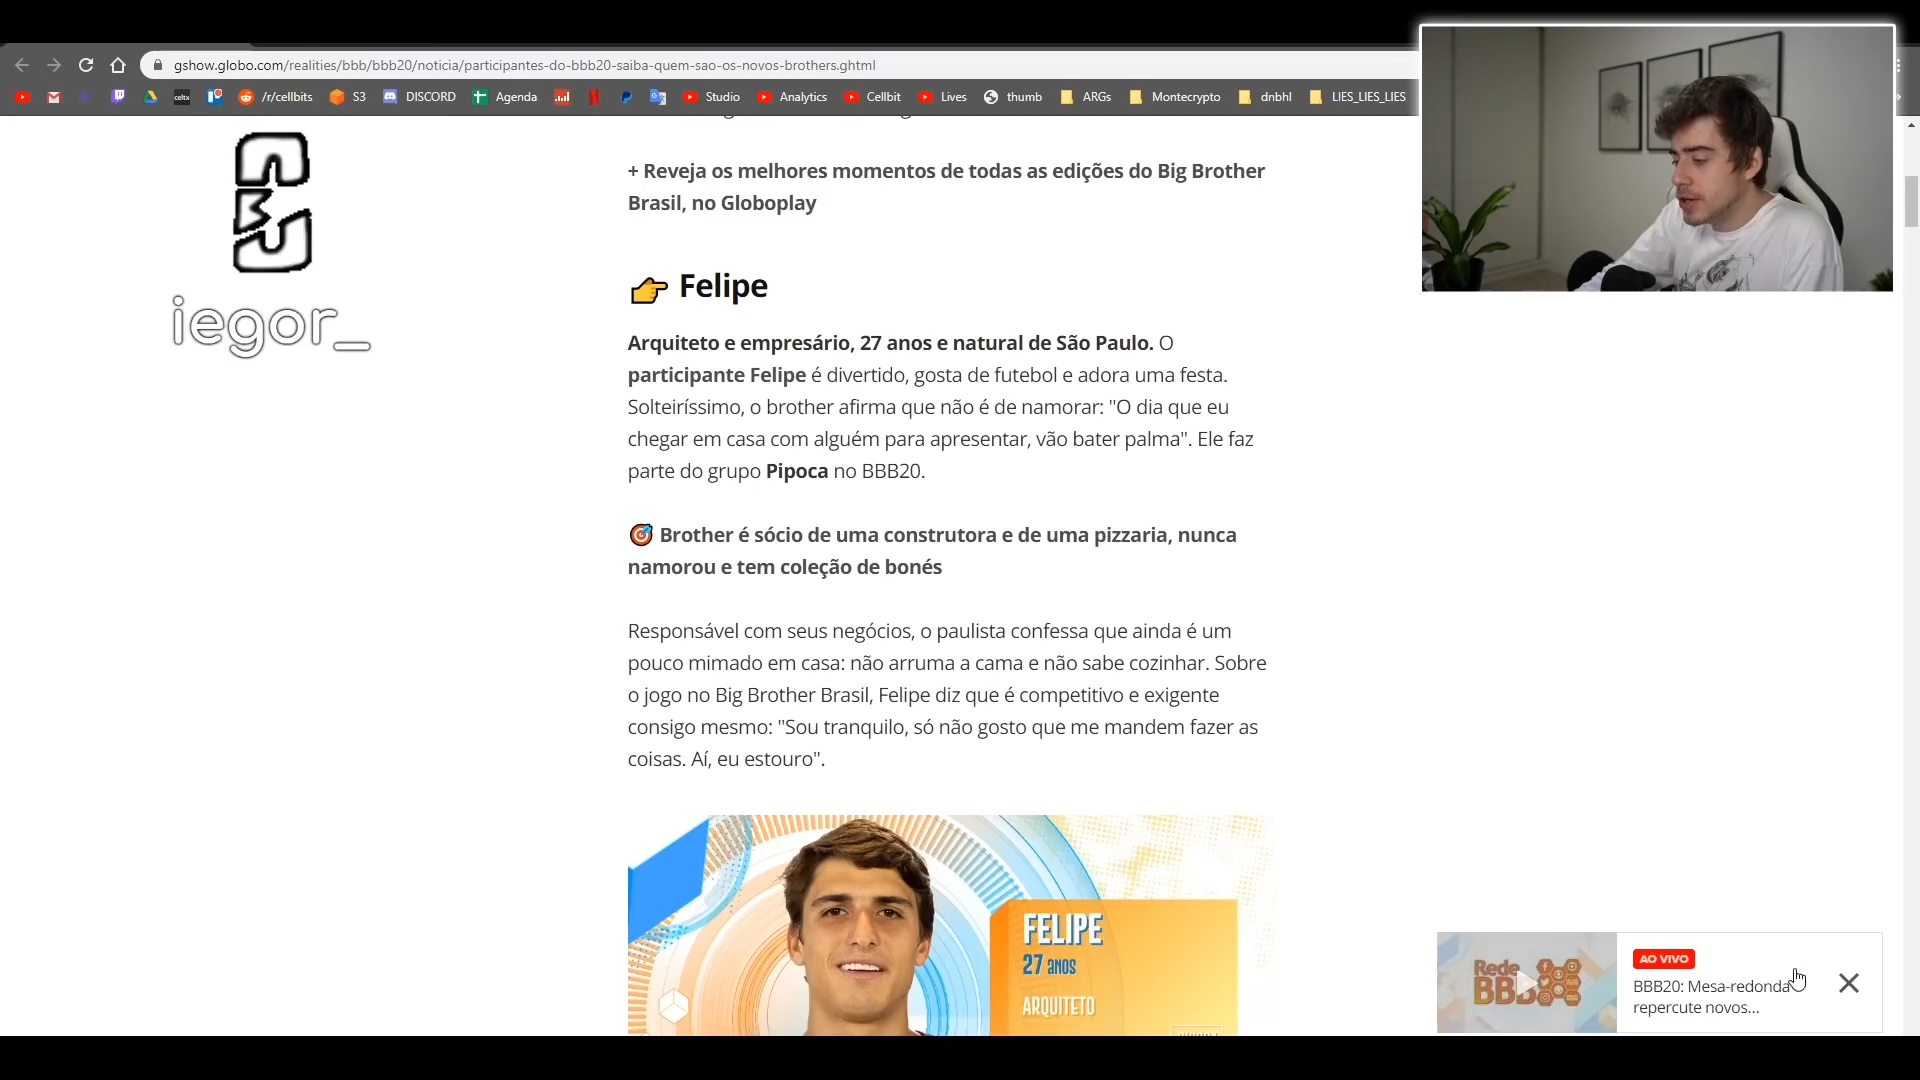 gshow.globo.com/realities/bbb/bbb20/noticia/participantes-do-bbb20-saiba-quem-sao-os-novos-brothers.ghtml
/r/cellbits S3 DISCORD Agenda Studio Analytics Cellbit Lives thumb ARGs Montecrypto dnbhl LIES_LIES_LIES
iegor_
+ Reveja os melhores momentos de todas as edições do Big Brother
Brasil, no Globoplay
👉 Felipe
Arquiteto e empresário, 27 anos e natural de São Paulo. O
participante Felipe é divertido, gosta de futebol e adora uma festa.
Solteiríssimo, o brother afirma que não é de namorar: "O dia que eu
chegar em casa com alguém para apresentar, vão bater palma". Ele faz
parte do grupo Pipoca no BBB20.
🎯 Brother é sócio de uma construtora e de uma pizzaria, nunca
namorou e tem coleção de bonés
Responsável com seus negócios, o paulista confessa que ainda é um
pouco mimado em casa: não arruma a cama e não sabe cozinhar. Sobre
o jogo no Big Brother Brasil, Felipe diz que é competitivo e exigente
consigo mesmo: "Sou tranquilo, só não gosto que me mandem fazer as
coisas. Aí, eu estouro".
FELIPE
27 ANOS
ARQUITETO
Rede
BBB
AO VIVO
BBB20: Mesa-redonda
repercute novos...